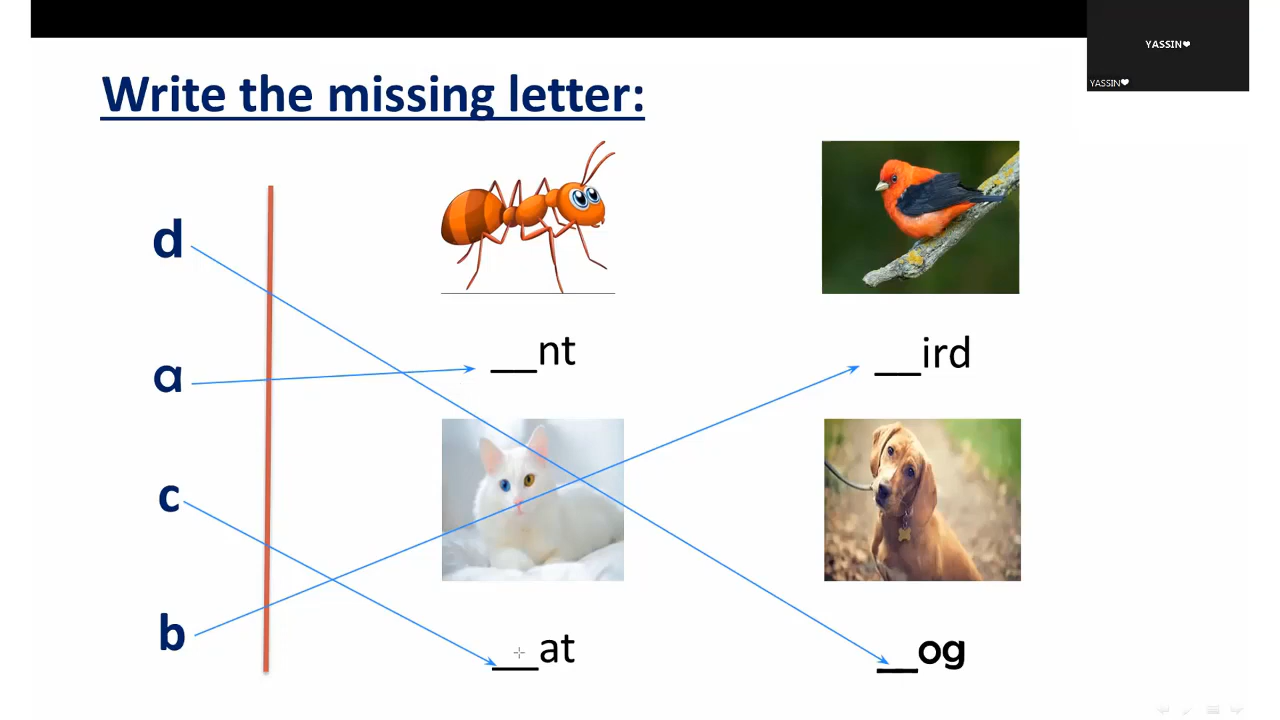 YASSIN❤
YASSIN❤
Write the missing letter:
d
a
c
b
__nt
__ird
__at
__og